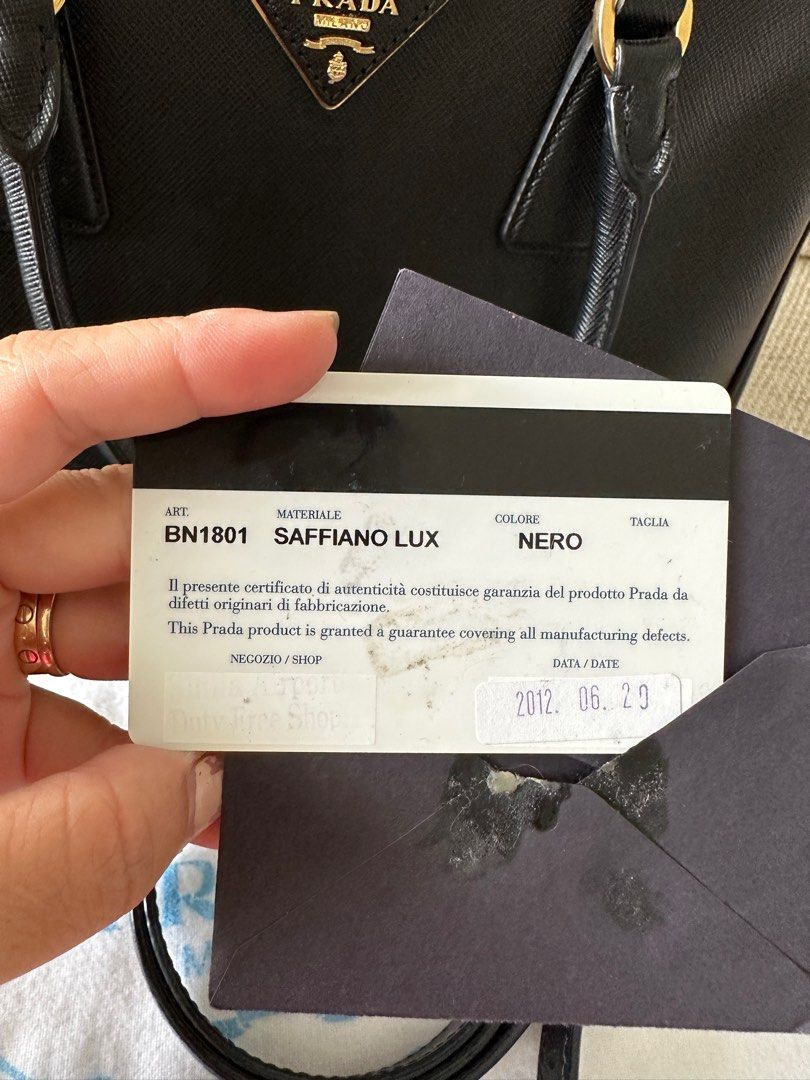 PRADA
MILANO
ART. MATERIALE COLORE TAGLIA
BN1801 SAFFIANO LUX NERO
Il presente certificato di autenticità costituisce garanzia del prodotto Prada da
difetti originari di fabbricazione.
This Prada product is granted a guarantee covering all manufacturing defects.
NEGOZIO / SHOP DATA / DATE
Airport
Duty Free Shop
2012. 06. 20